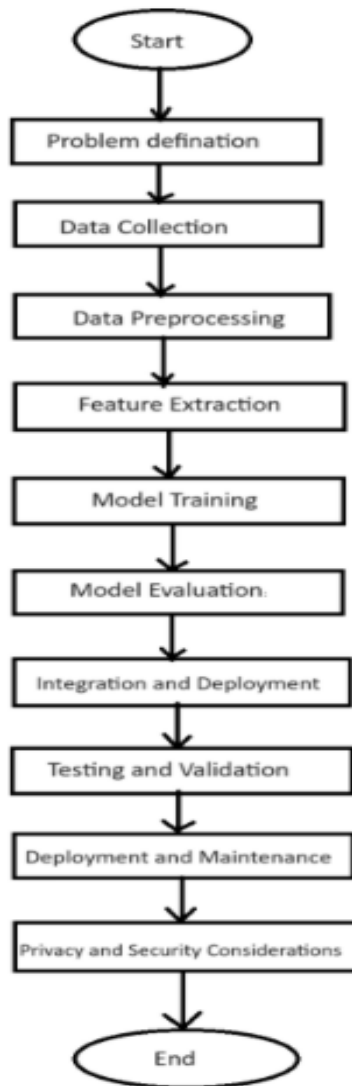 Start
Problem defination
Data Collection
Data Preprocessing
Feature Extraction
Model Training
Model Evaluation:
Integration and Deployment
Testing and Validation
Deployment and Maintenance
Privacy and Security Considerations
End